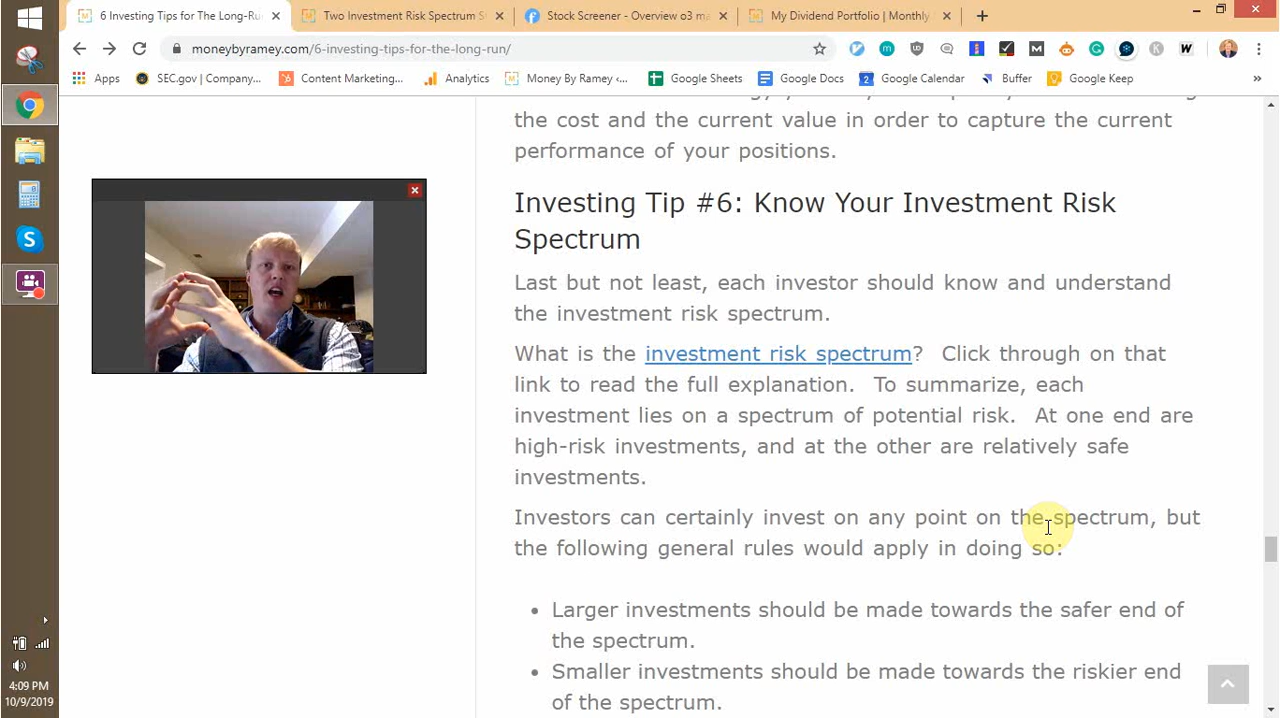 6 Investing Tips for The Long-Ru
Two Investment Risk Spectrum S
Stock Screener - Overview o3 ma
My Dividend Portfolio | Monthly
moneybyramey.com/6-investing-tips-for-the-long-run/
Apps
SEC.gov | Company...
Content Marketing...
Analytics
Money By Ramey <...
Google Sheets
Google Docs
Google Calendar
Buffer
Google Keep
the cost and the current value in order to capture the current
performance of your positions.
Investing Tip #6: Know Your Investment Risk
Spectrum
Last but not least, each investor should know and understand
the investment risk spectrum.
What is the investment risk spectrum? Click through on that
link to read the full explanation. To summarize, each
investment lies on a spectrum of potential risk. At one end are
high-risk investments, and at the other are relatively safe
investments.
Investors can certainly invest on any point on the spectrum, but
the following general rules would apply in doing so:
• Larger investments should be made towards the safer end of
the spectrum.
• Smaller investments should be made towards the riskier end
of the spectrum.
4:09 PM
10/9/2019